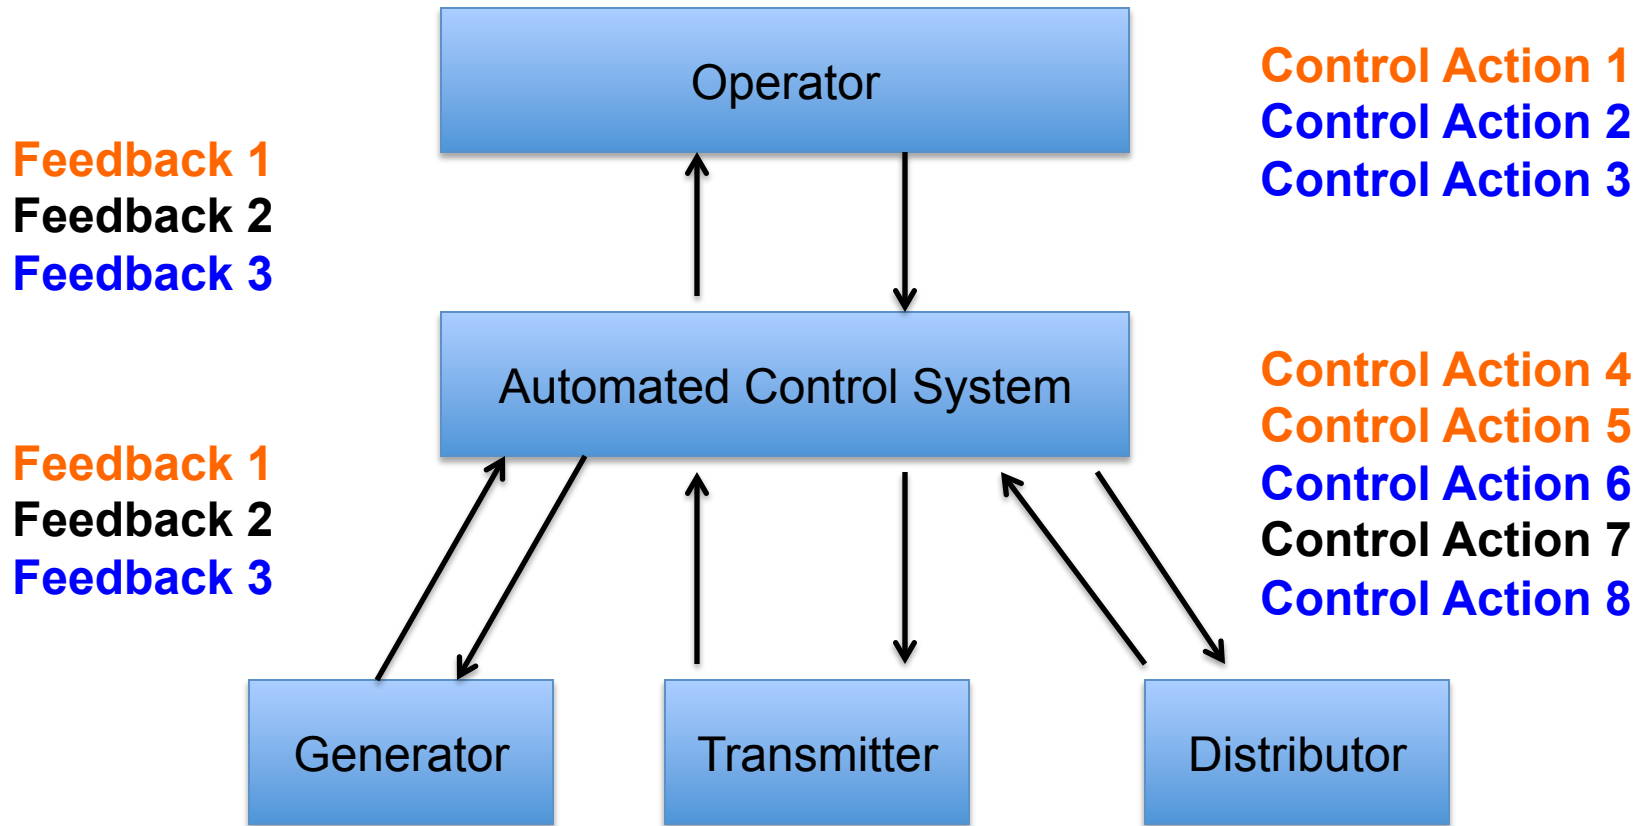 Operator
Control Action 1
Control Action 2
Control Action 3
Feedback 1
Feedback 2
Feedback 3
Automated Control System
Control Action 4
Control Action 5
Control Action 6
Control Action 7
Control Action 8
Feedback 1
Feedback 2
Feedback 3
Generator
Transmitter
Distributor